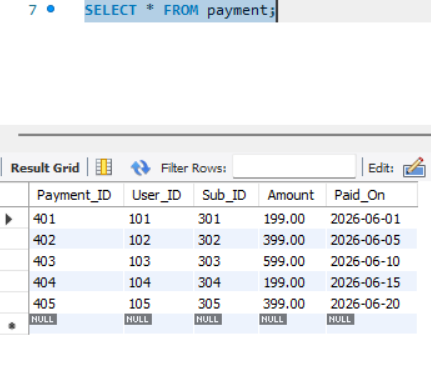 7 SELECT * FROM payment;
Result Grid Filter Rows: Edit:
Payment_ID User_ID Sub_ID Amount Paid_On
401 101 301 199.00 2026-06-01
402 102 302 399.00 2026-06-05
403 103 303 599.00 2026-06-10
404 104 304 199.00 2026-06-15
405 105 305 399.00 2026-06-20
NULL NULL NULL NULL NULL